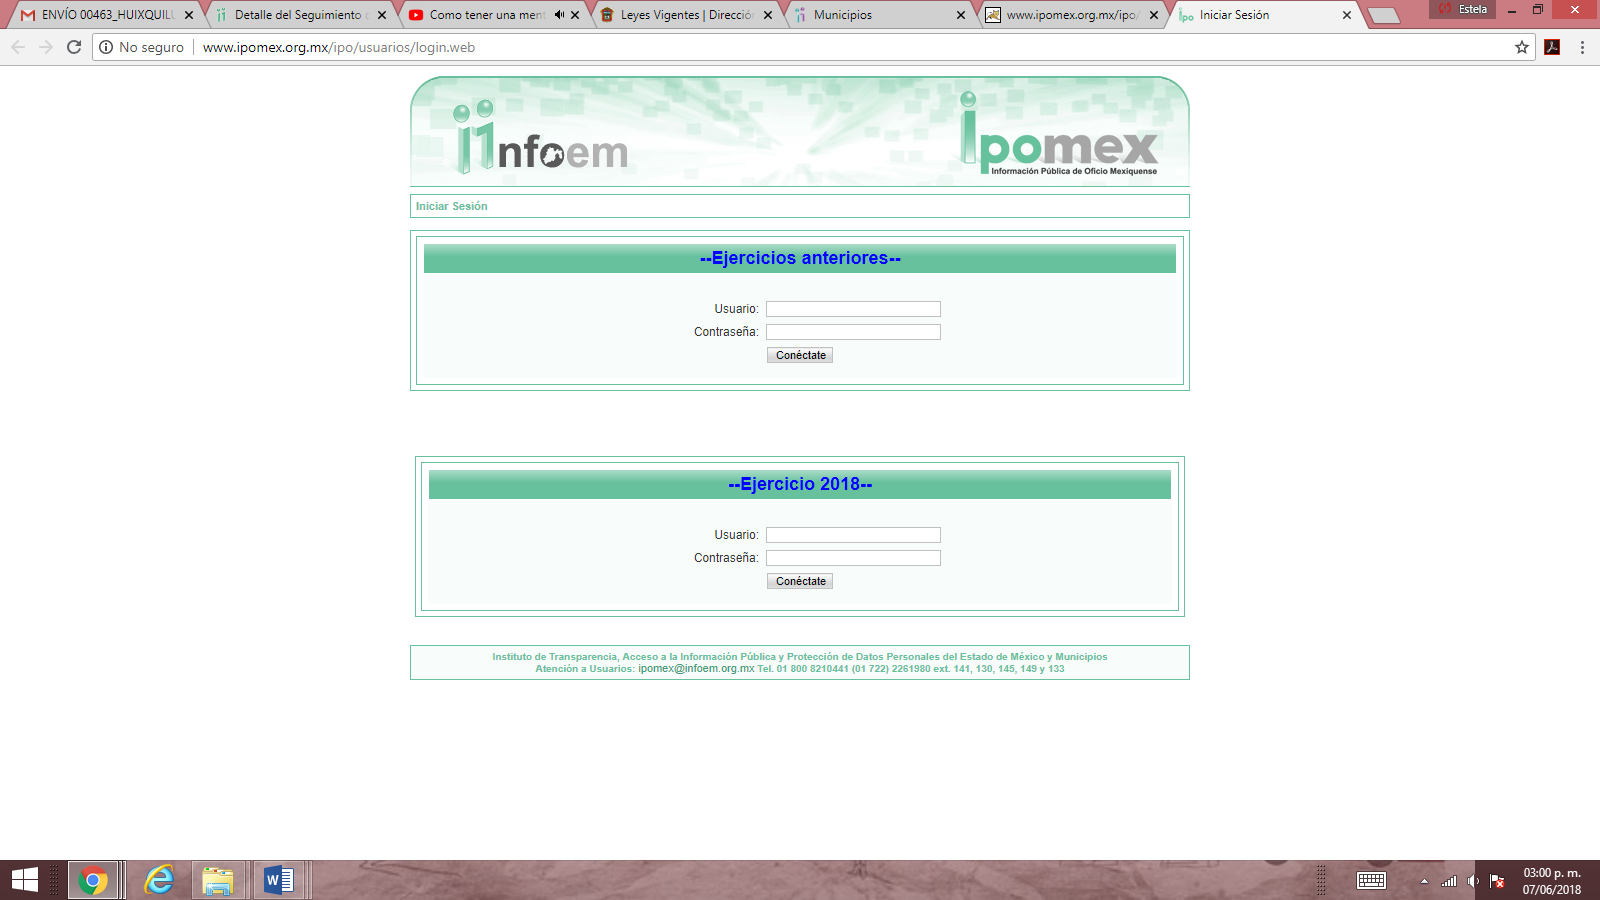 ENVÍO 00463_HUIXQUILU
Detalle del Seguimiento d
Como tener una ment
Leyes Vigentes | Direcció
Municipios
www.ipomex.org.mx/ipo/
Iniciar Sesión
Estela
No seguro www.ipomex.org.mx/ipo/usuarios/login.web
infoem
ipomex
Información Pública de Oficio Mexiquense
Iniciar Sesión
--Ejercicios anteriores--
Usuario:
Contraseña:
Conéctate
--Ejercicio 2018--
Usuario:
Contraseña:
Conéctate
Instituto de Transparencia, Acceso a la Información Pública y Protección de Datos Personales del Estado de México y Municipios
Atención a Usuarios: ipomex@infoem.org.mx Tel. 01 800 8210441 (01 722) 2261980 ext. 141, 130, 145, 149 y 133
03:00 p. m.
07/06/2018